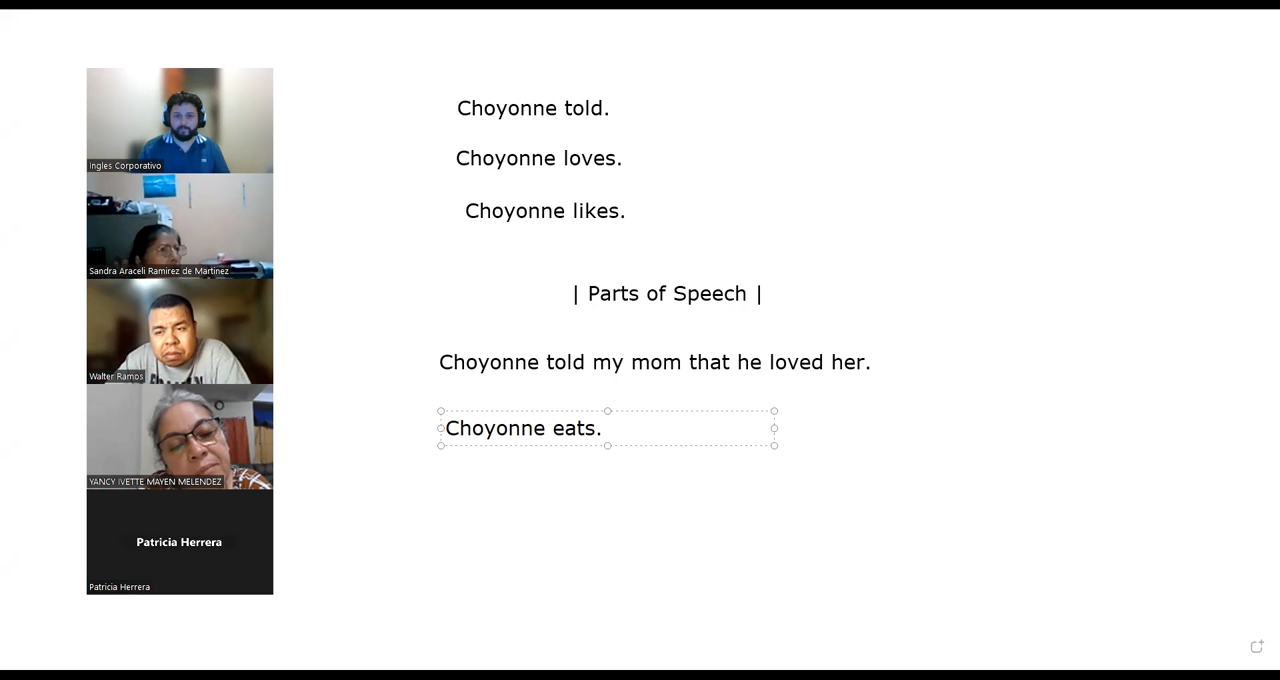 Choyonne told.
Choyonne loves.
Choyonne likes.
| Parts of Speech |
Choyonne told my mom that he loved her.
Choyonne eats.
Ingles Corporativo
Sandra Araceli Ramirez de Martinez
Walter Ramos
YANCY IVETTE MAYEN MELENDEZ
Patricia Herrera
Patricia Herrera